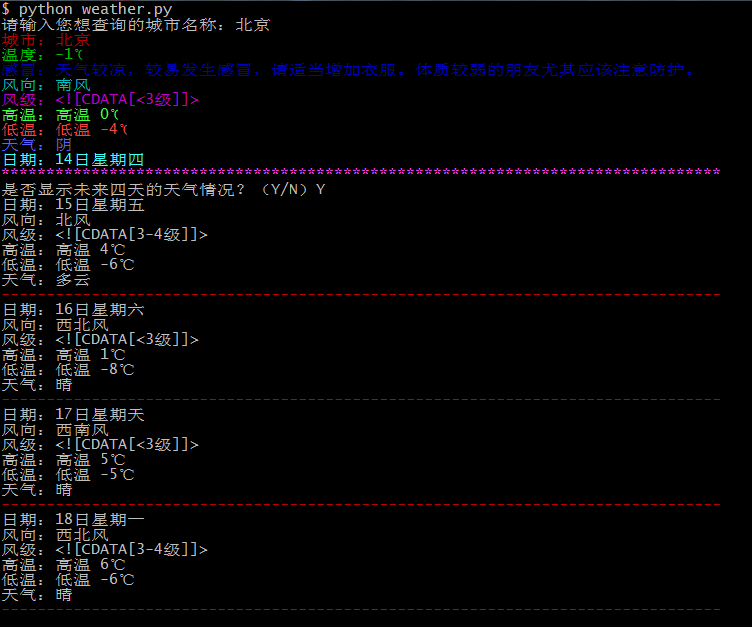 $ python weather.py
请输入您想查询的城市名称：北京
城市：北京
温度：-1℃
感冒：天气较凉，较易发生感冒，请适当增加衣服。体质较弱的朋友尤其应该注意防护。
风向：南风
风级：<![CDATA[<3级]]>
高温：高温 0℃
低温：低温 -4℃
天气：阴
日期：14日星期四
********************************************************************************
是否显示未来四天的天气情况？（Y/N）Y
日期：15日星期五
风向：北风
风级：<![CDATA[3-4级]]>
高温：高温 4℃
低温：低温 -6℃
天气：多云
--------------------------------------------------------------------------------
日期：16日星期六
风向：西北风
风级：<![CDATA[<3级]]>
高温：高温 1℃
低温：低温 -8℃
天气：晴
--------------------------------------------------------------------------------
日期：17日星期天
风向：西南风
风级：<![CDATA[<3级]]>
高温：高温 5℃
低温：低温 -5℃
天气：晴
--------------------------------------------------------------------------------
日期：18日星期一
风向：西北风
风级：<![CDATA[3-4级]]>
高温：高温 6℃
低温：低温 -6℃
天气：晴
--------------------------------------------------------------------------------